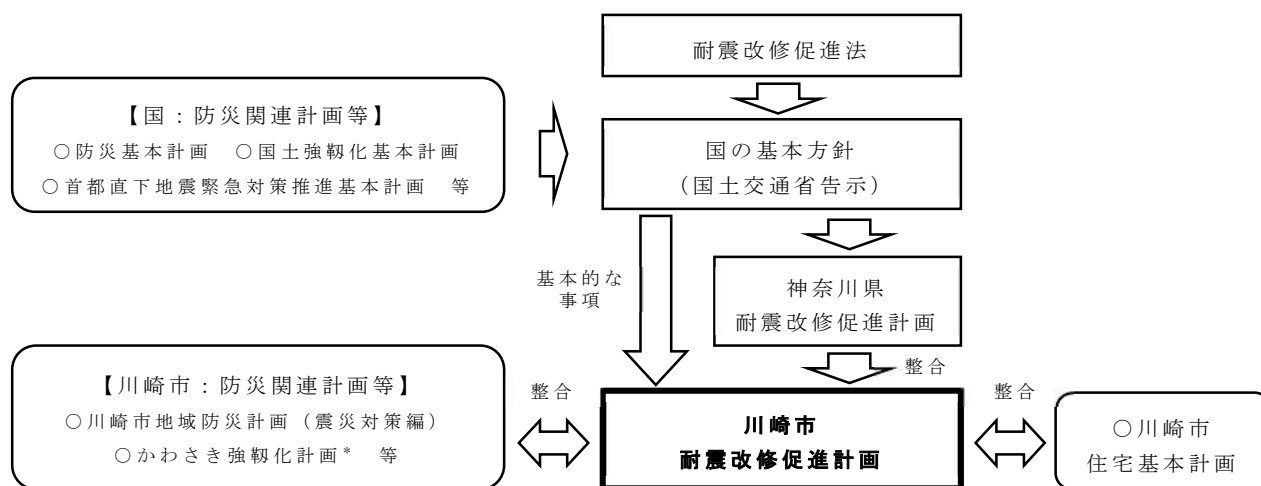 耐震改修促進法
【国：防災関連計画等】
○防災基本計画　○国土強靱化基本計画
○首都直下地震緊急対策推進基本計画　等
国の基本方針
（国土交通省告示）
基本的な
事項
神奈川県
耐震改修促進計画
整合
【川崎市：防災関連計画等】
○川崎市地域防災計画（震災対策編）
○かわさき強靱化計画*　等
整合
川崎市
耐震改修促進計画
整合
○川崎市
住宅基本計画